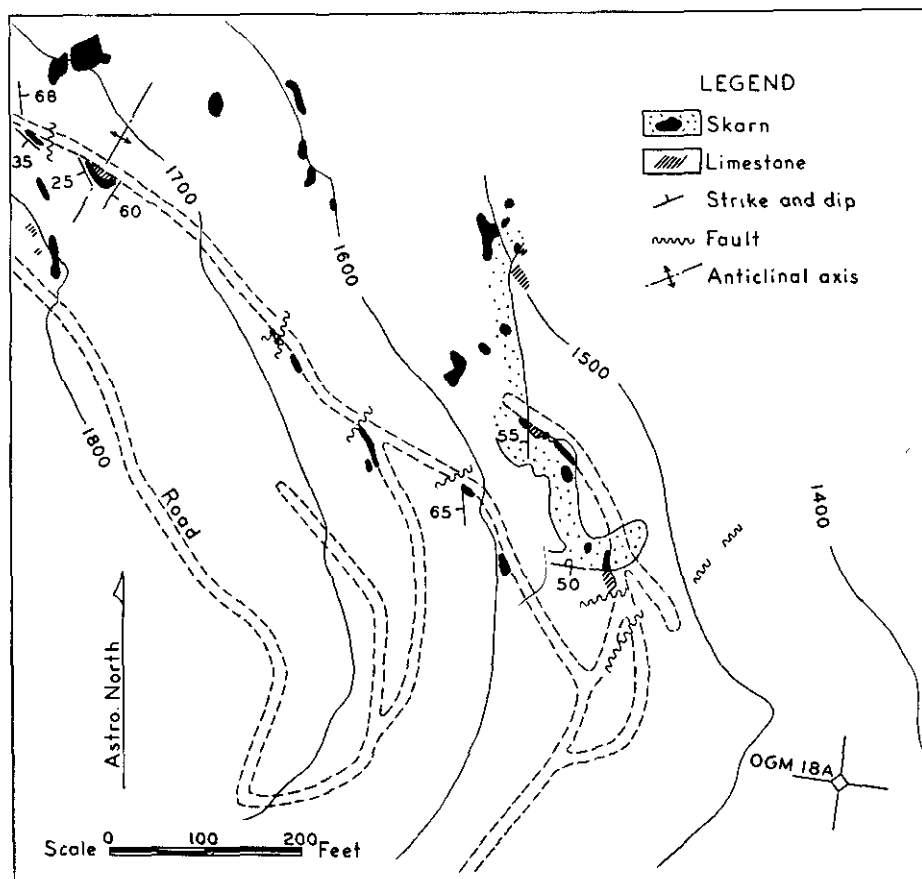 LEGEND
Skarn
Limestone
Strike and dip
Fault
Anticlinal axis
68
35
25
60
1700
1600
1500
1400
1800
Road
55
65
50
Astro. North
OGM 18A
Scale 0 100 200 Feet